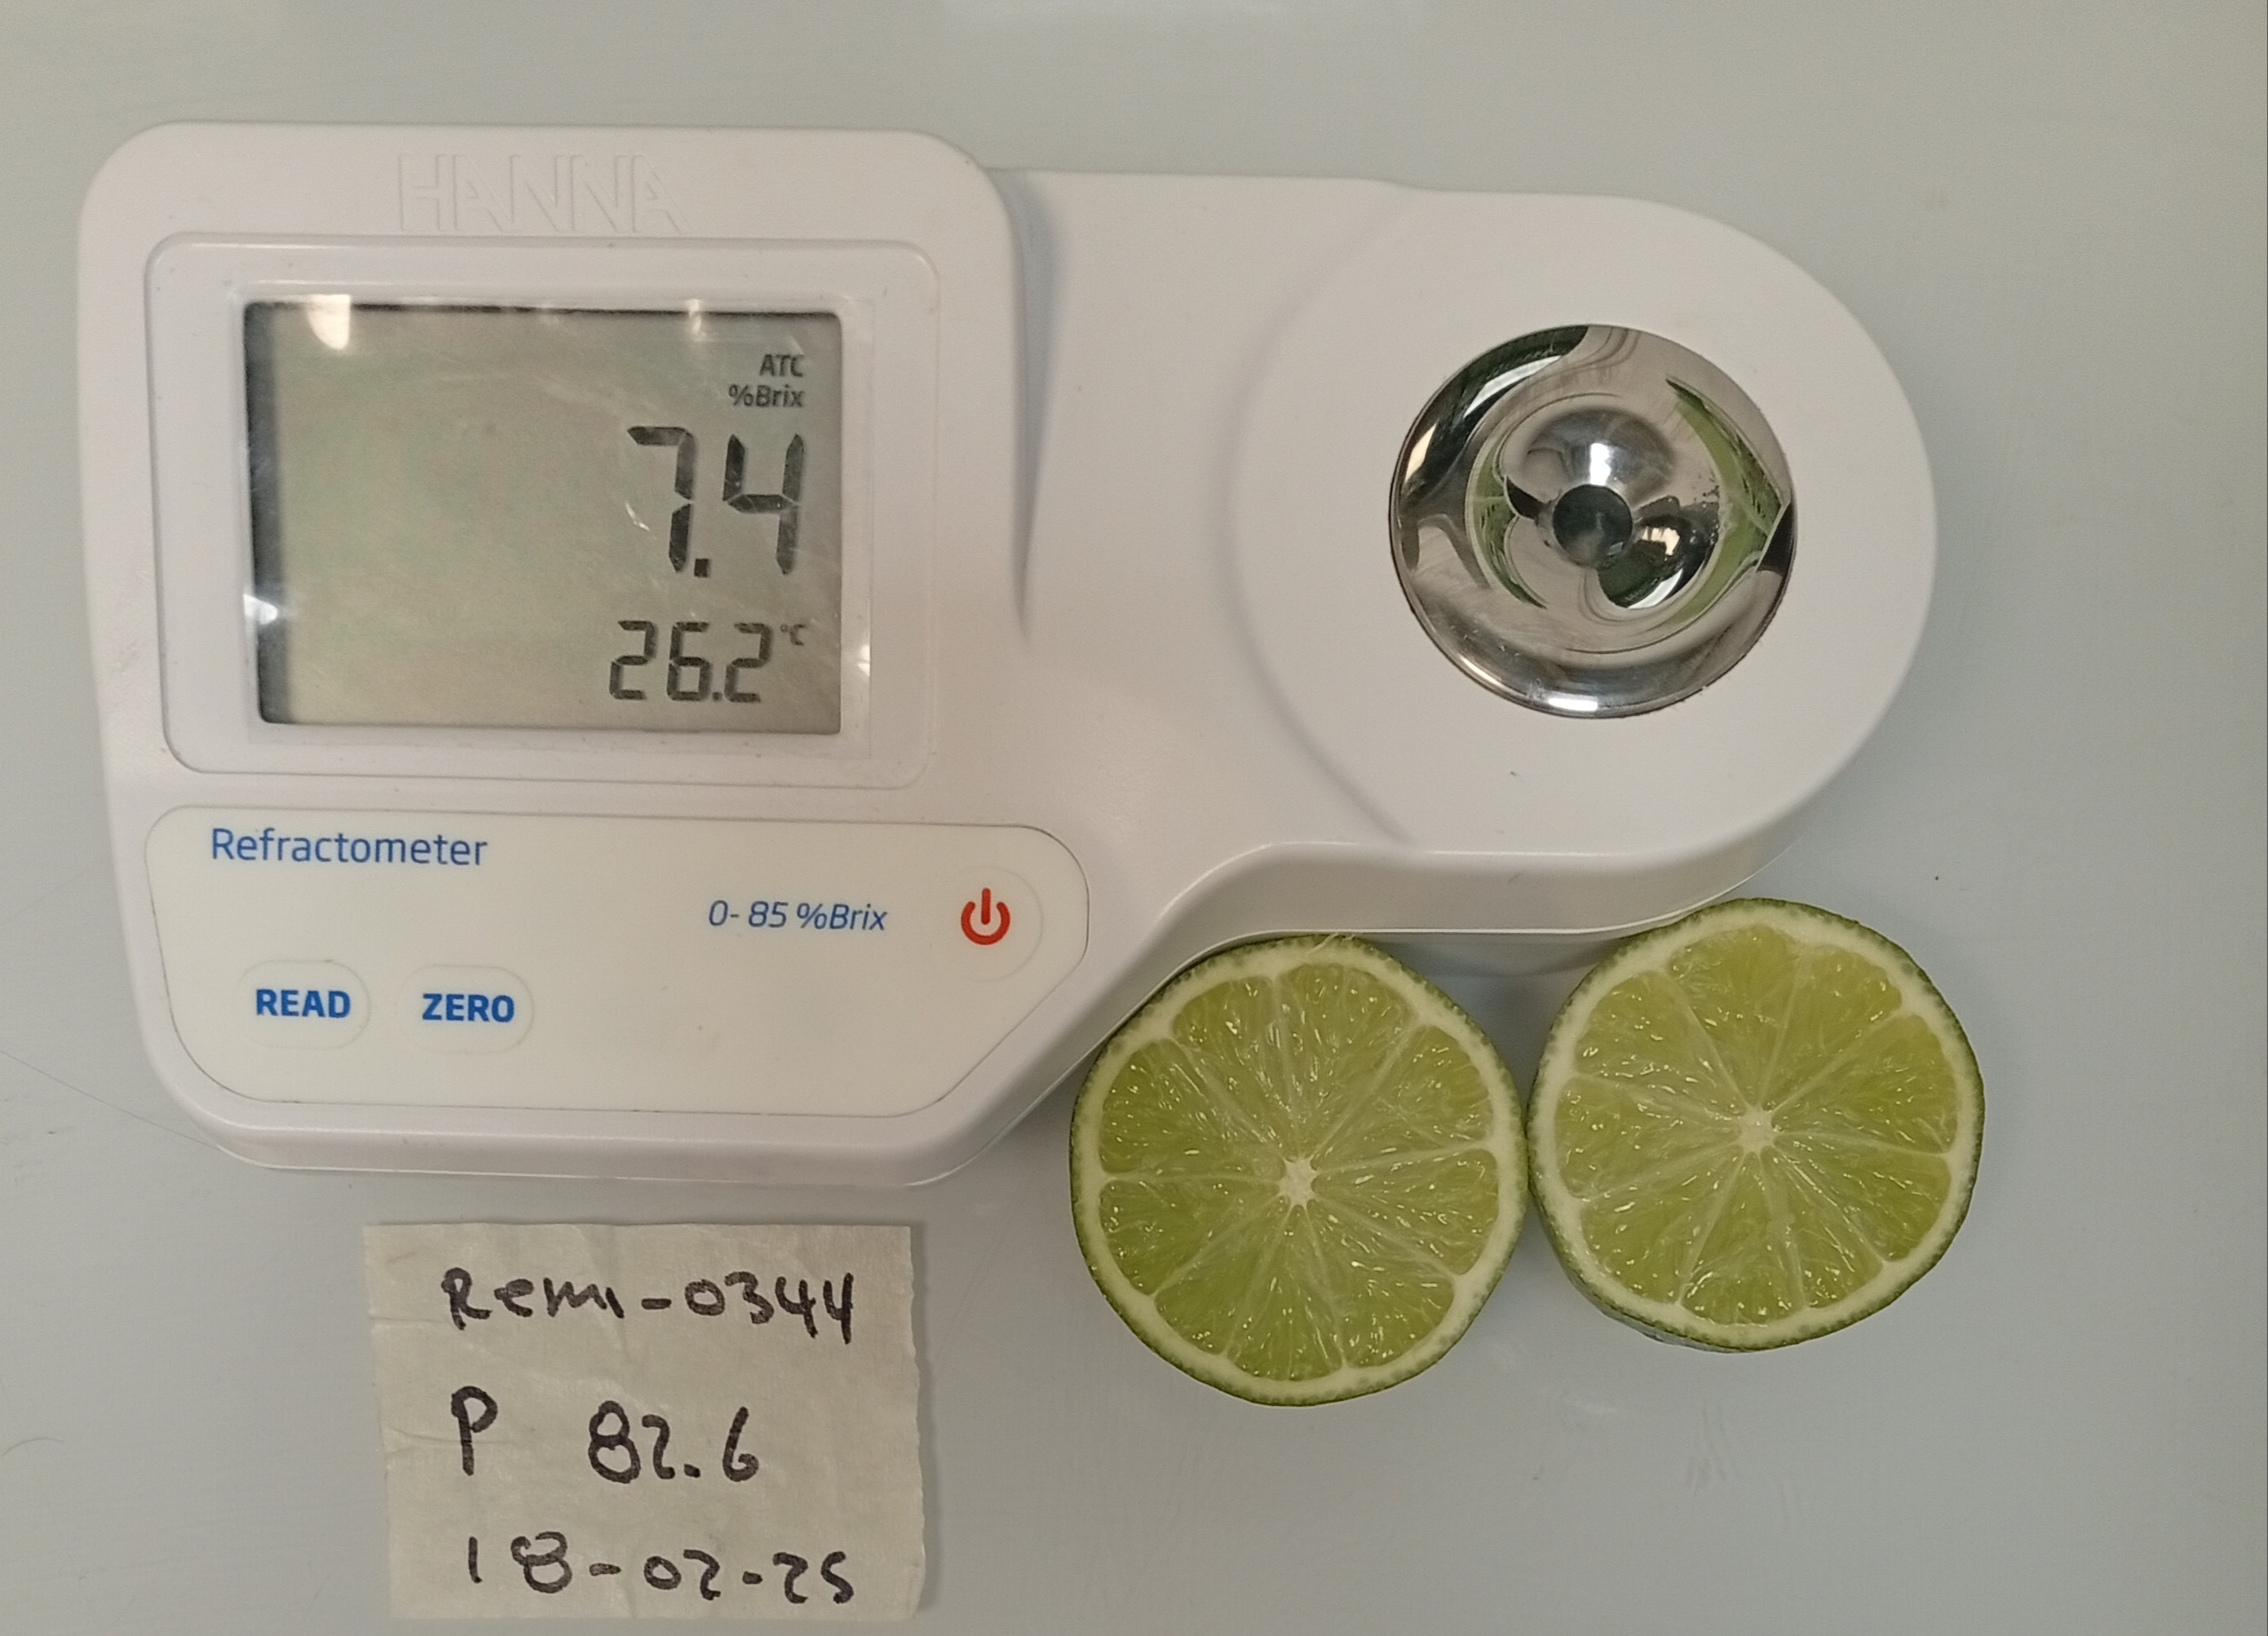 HANNA
ATC
%Brix
7.4
26.2 °C
Refractometer
0-85 %Brix
READ ZERO
Remi-0344
P 82.6
18-02-25